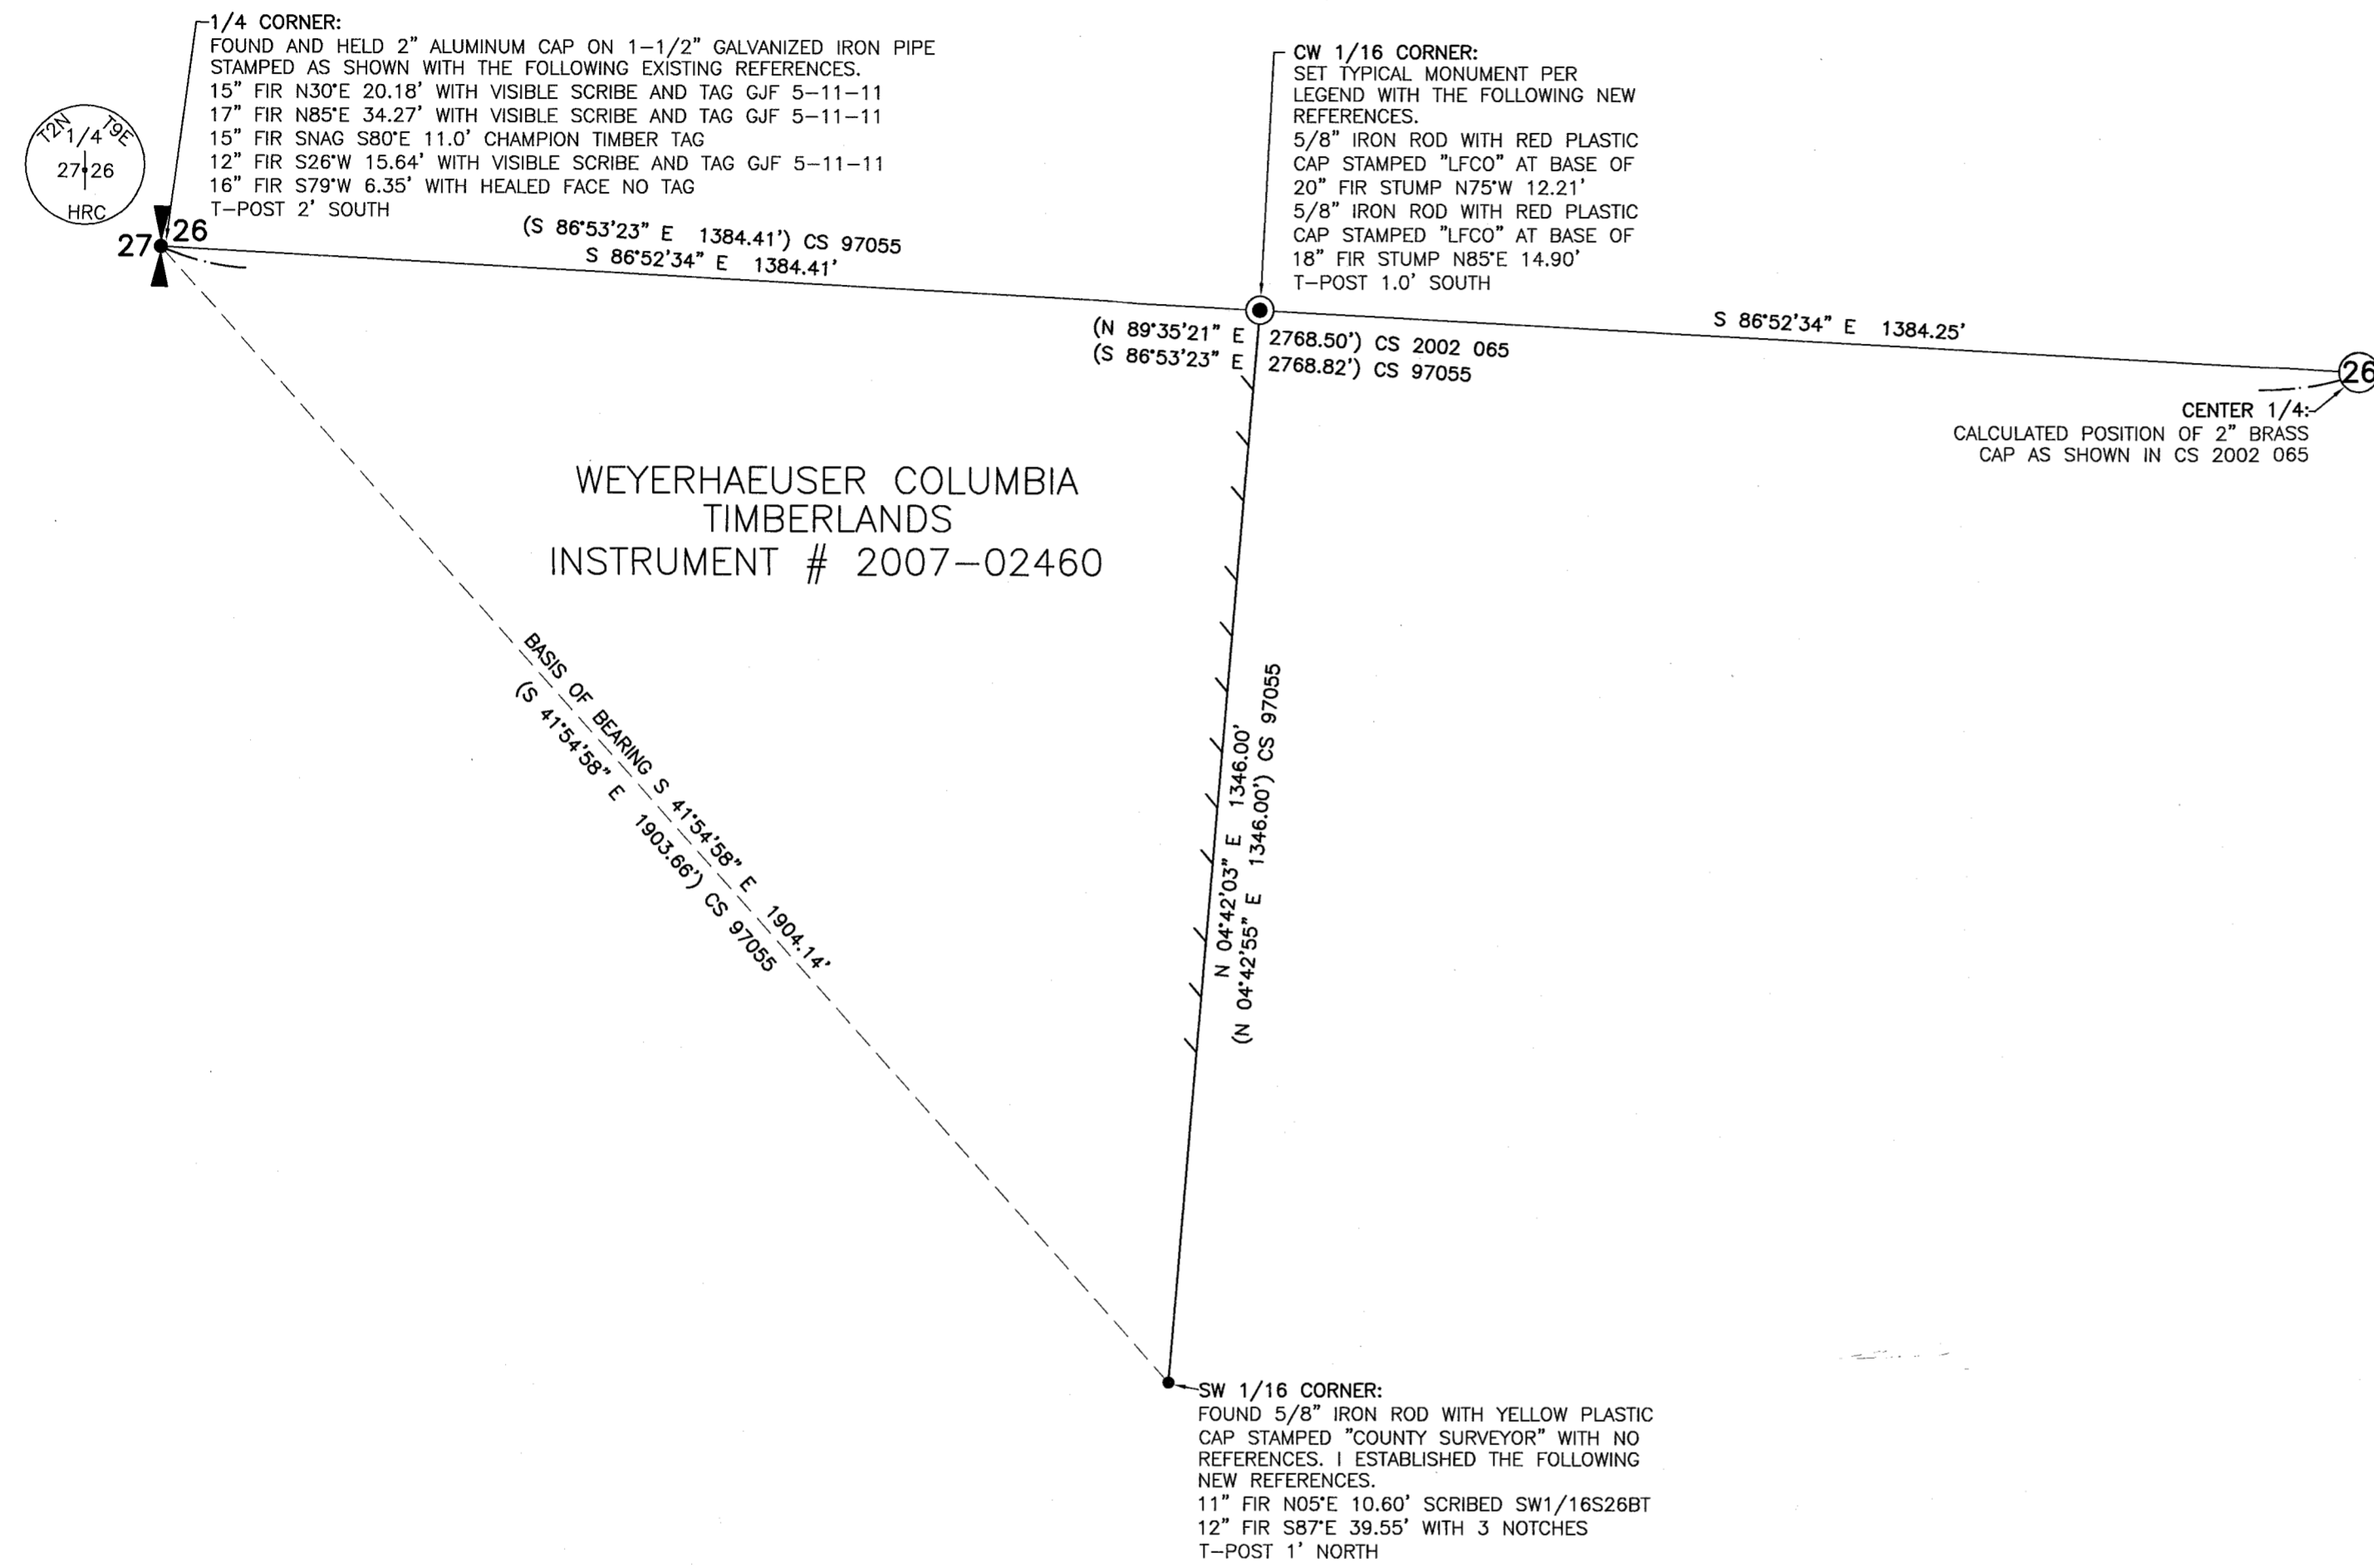 1/4 CORNER:
FOUND AND HELD 2" ALUMINUM CAP ON 1-1/2" GALVANIZED IRON PIPE
STAMPED AS SHOWN WITH THE FOLLOWING EXISTING REFERENCES.
15" FIR N30°E 20.18' WITH VISIBLE SCRIBE AND TAG GJF 5-11-11
17" FIR N85°E 34.27' WITH VISIBLE SCRIBE AND TAG GJF 5-11-11
15" FIR SNAG S80°E 11.0' CHAMPION TIMBER TAG
12" FIR S26°W 15.64' WITH VISIBLE SCRIBE AND TAG GJF 5-11-11
16" FIR S79°W 6.35' WITH HEALED FACE NO TAG
T-POST 2' SOUTH
T2N 1/4 T9E
27 26
HRC
27 26
(S 86°53'23" E 1384.41') CS 97055
S 86°52'34" E 1384.41'
CW 1/16 CORNER:
SET TYPICAL MONUMENT PER
LEGEND WITH THE FOLLOWING NEW
REFERENCES.
5/8" IRON ROD WITH RED PLASTIC
CAP STAMPED "LFCO" AT BASE OF
20" FIR STUMP N75°W 12.21'
5/8" IRON ROD WITH RED PLASTIC
CAP STAMPED "LFCO" AT BASE OF
18" FIR STUMP N85°E 14.90'
T-POST 1.0' SOUTH
(N 89°35'21" E 2768.50') CS 2002 065
(S 86°53'23" E 2768.82') CS 97055
S 86°52'34" E 1384.25'
26
CENTER 1/4:
CALCULATED POSITION OF 2" BRASS
CAP AS SHOWN IN CS 2002 065
WEYERHAEUSER COLUMBIA
TIMBERLANDS
INSTRUMENT # 2007-02460
BASIS OF BEARING S 41°54'58" E 1904.14'
(S 41°54'58" E 1903.66') CS 97055
N 04°42'03" E 1346.00'
(N 04°42'55" E 1346.00') CS 97055
SW 1/16 CORNER:
FOUND 5/8" IRON ROD WITH YELLOW PLASTIC
CAP STAMPED "COUNTY SURVEYOR" WITH NO
REFERENCES. I ESTABLISHED THE FOLLOWING
NEW REFERENCES.
11" FIR N05°E 10.60' SCRIBED SW1/16S26BT
12" FIR S87°E 39.55' WITH 3 NOTCHES
T-POST 1' NORTH